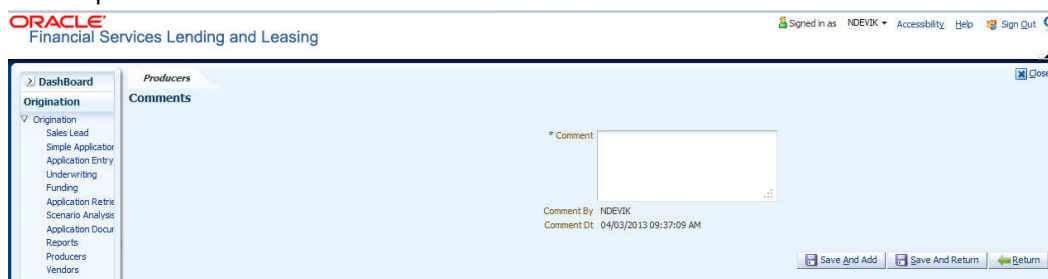 ORACLE
Financial Services Lending and Leasing
Signed in as NDEVIK Accessibility Help Sign Out
DashBoard
Producers
Close
Origination
Comments
Origination
Sales Lead
Simple Application
Application Entry
Underwriting
Funding
Application Retrie
Scenario Analysis
Application Docur
Reports
Producers
Vendors
* Comment
Comment By NDEVIK
Comment Dt 04/03/2013 09:37:09 AM
Save And Add Save And Return Return